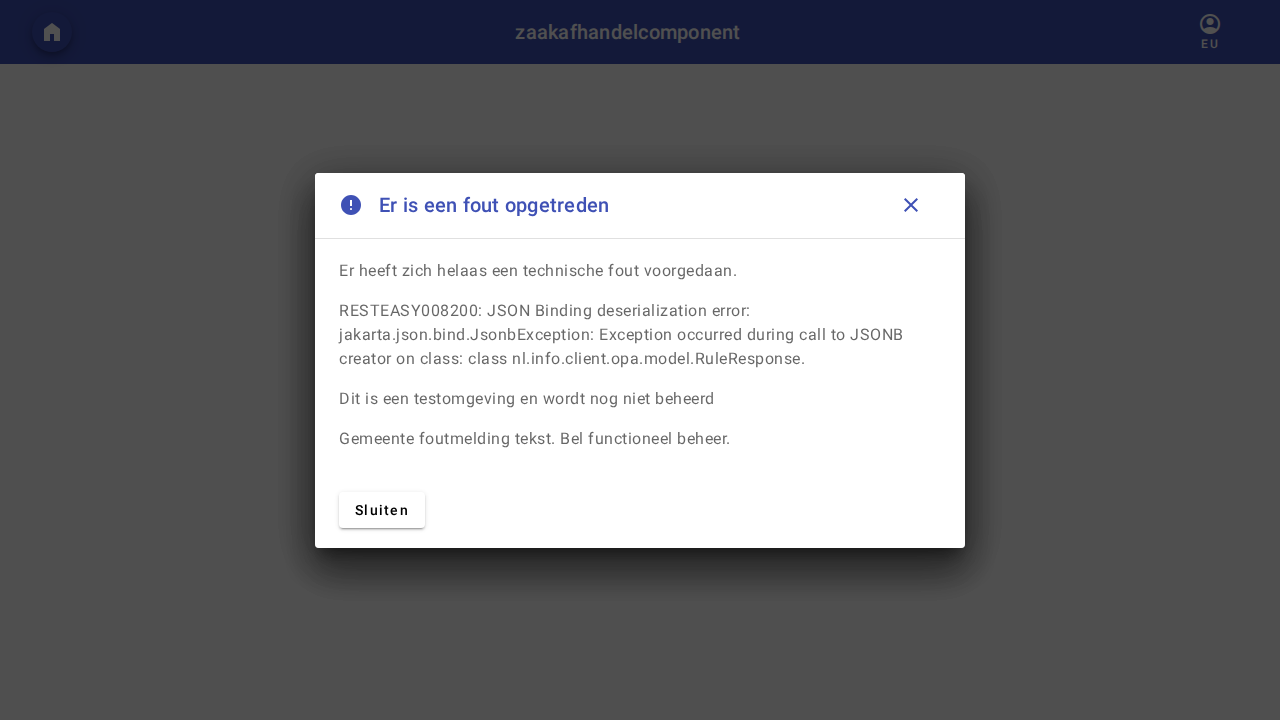 zaakafhandelcomponent
EU
Er is een fout opgetreden
Er heeft zich helaas een technische fout voorgedaan.
RESTEASY008200: JSON Binding deserialization error:
jakarta.json.bind.JsonbException: Exception occurred during call to JSONB
creator on class: class nl.info.client.opa.model.RuleResponse.
Dit is een testomgeving en wordt nog niet beheerd
Gemeente foutmelding tekst. Bel functioneel beheer.
Sluiten